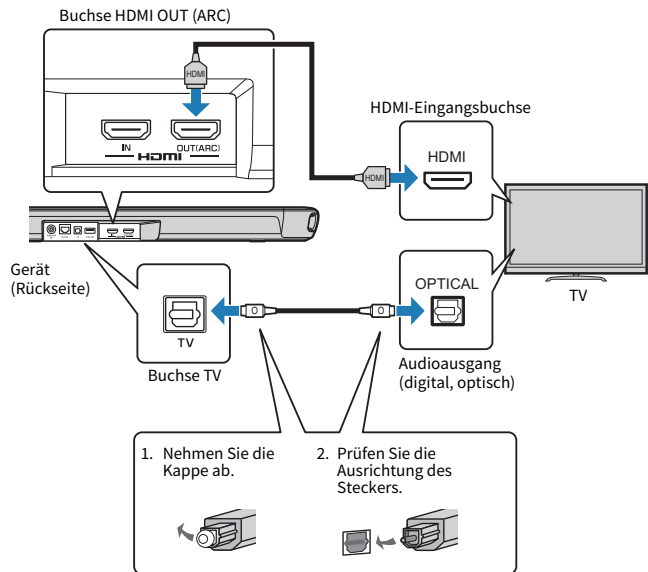 Buchse HDMI OUT (ARC)
HDMI
IN
OUT(ARC)
HDMI
HDMI-Eingangsbuchse
HDMI
HDMI
Gerät
(Rückseite)
TV
Buchse TV
OPTICAL
Audioausgang
(digital, optisch)
TV
1. Nehmen Sie die
Kappe ab.
2. Prüfen Sie die
Ausrichtung des
Steckers.